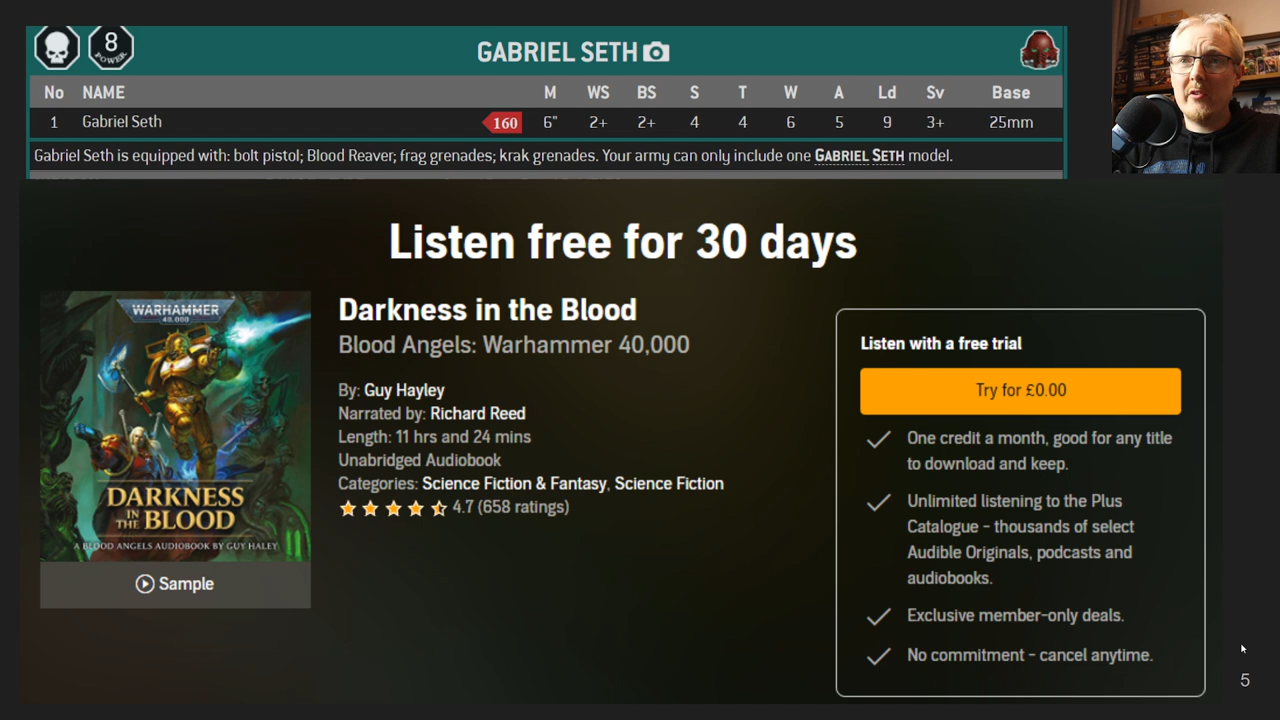 8
POWER
GABRIEL SETH
No NAME M WS BS S T W A Ld Sv Base
1 Gabriel Seth 160 6" 2+ 2+ 4 4 6 5 9 3+ 25mm
Gabriel Seth is equipped with: bolt pistol; Blood Reaver; frag grenades; krak grenades. Your army can only include one GABRIEL SETH model.
Listen free for 30 days
WARHAMMER
40,000
DARKNESS
IN THE BLOOD
A BLOOD ANGELS AUDIOBOOK BY GUY HALEY
Sample
Darkness in the Blood
Blood Angels: Warhammer 40,000
By: Guy Hayley
Narrated by: Richard Reed
Length: 11 hrs and 24 mins
Unabridged Audiobook
Categories: Science Fiction & Fantasy, Science Fiction
4.7 (658 ratings)
Listen with a free trial
Try for £0.00
One credit a month, good for any title
to download and keep.
Unlimited listening to the Plus
Catalogue - thousands of select
Audible Originals, podcasts and
audiobooks.
Exclusive member-only deals.
No commitment - cancel anytime.
5